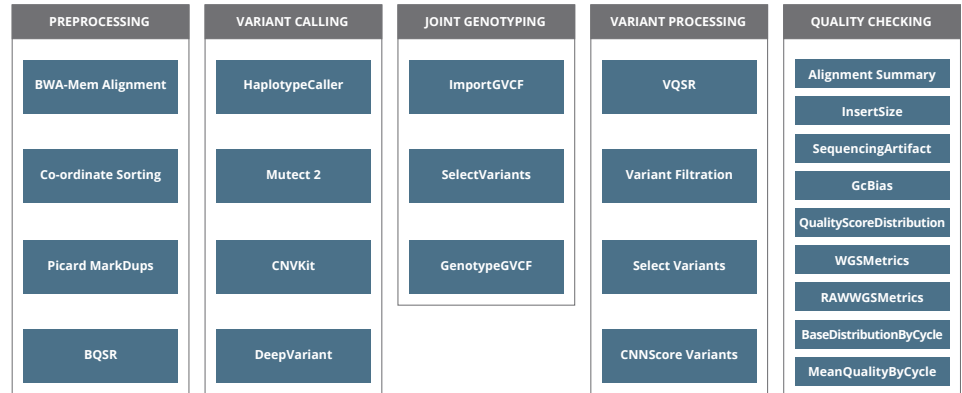 PREPROCESSING
BWA-Mem Alignment
Co-ordinate Sorting
Picard MarkDups
BQSR
VARIANT CALLING
HaplotypeCaller
Mutect 2
CNVKit
DeepVariant
JOINT GENOTYPING
ImportGVCF
SelectVariants
GenotypeGVCF
VARIANT PROCESSING
VQSR
Variant Filtration
Select Variants
CNNScore Variants
QUALITY CHECKING
Alignment Summary
InsertSize
SequencingArtifact
GcBias
QualityScoreDistribution
WGSMetrics
RAWWGSMetrics
BaseDistributionByCycle
MeanQualityByCycle